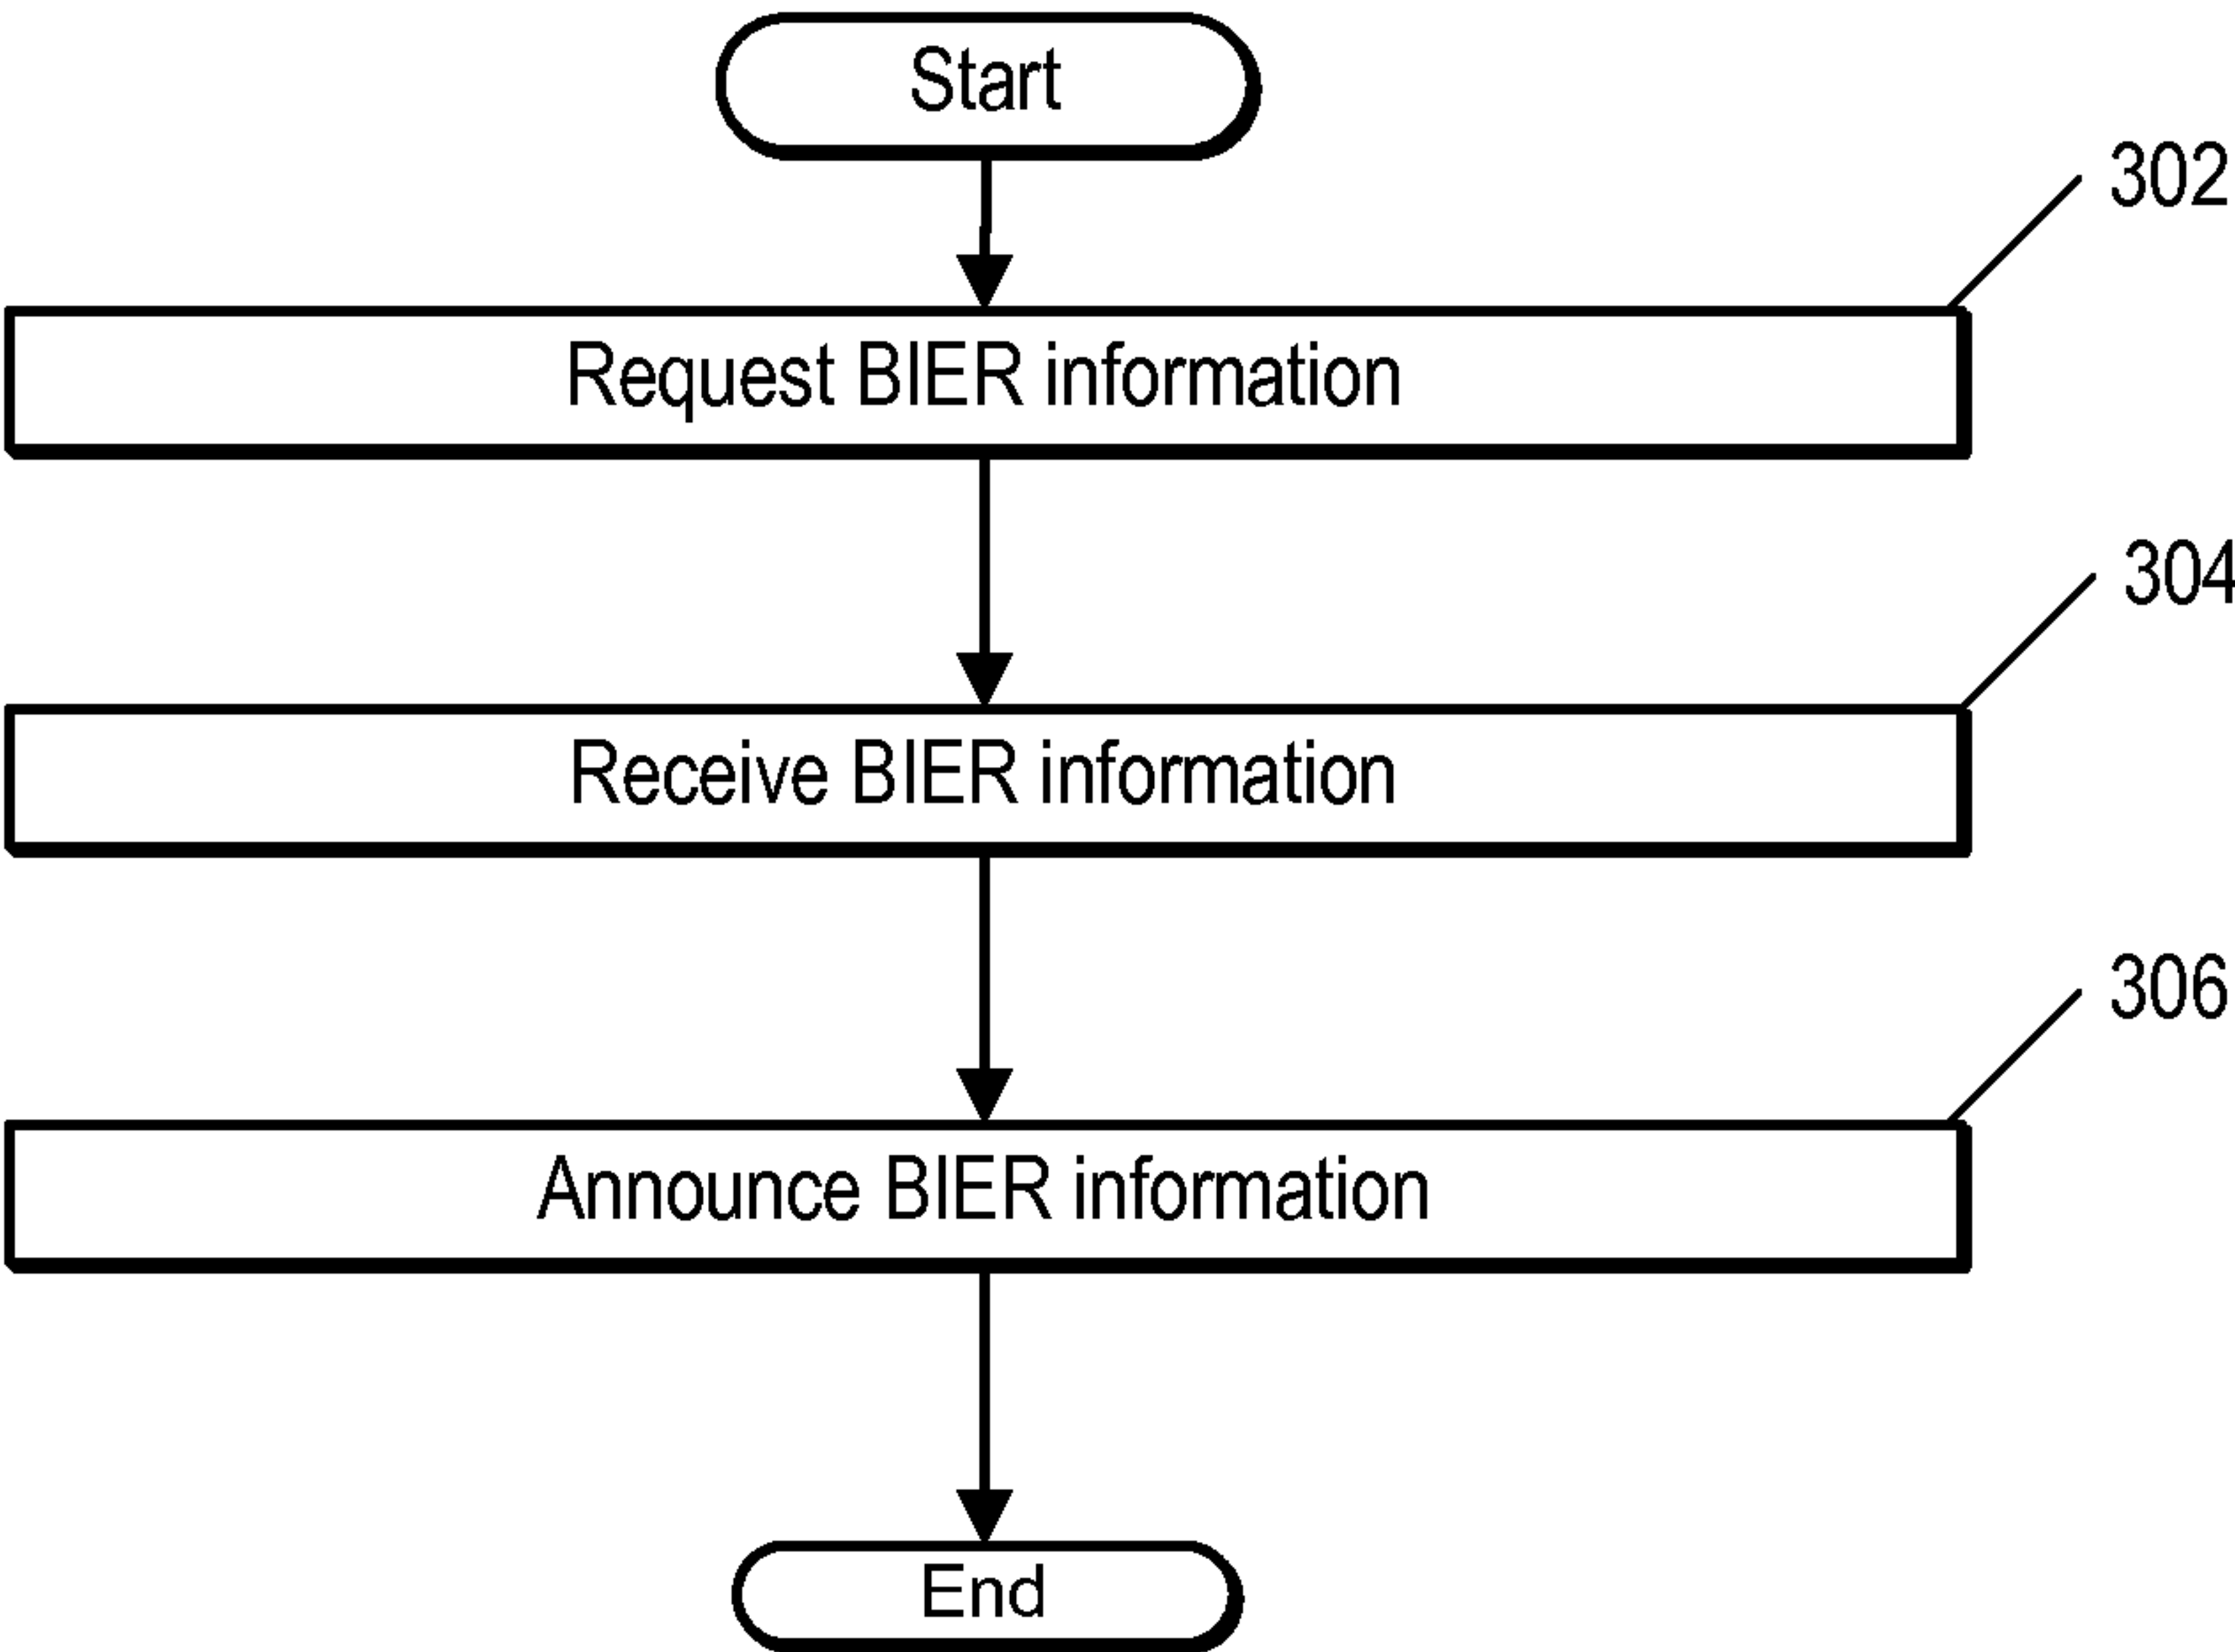 Start
302
Request BIER information
304
Receive BIER information
306
Announce BIER information
End